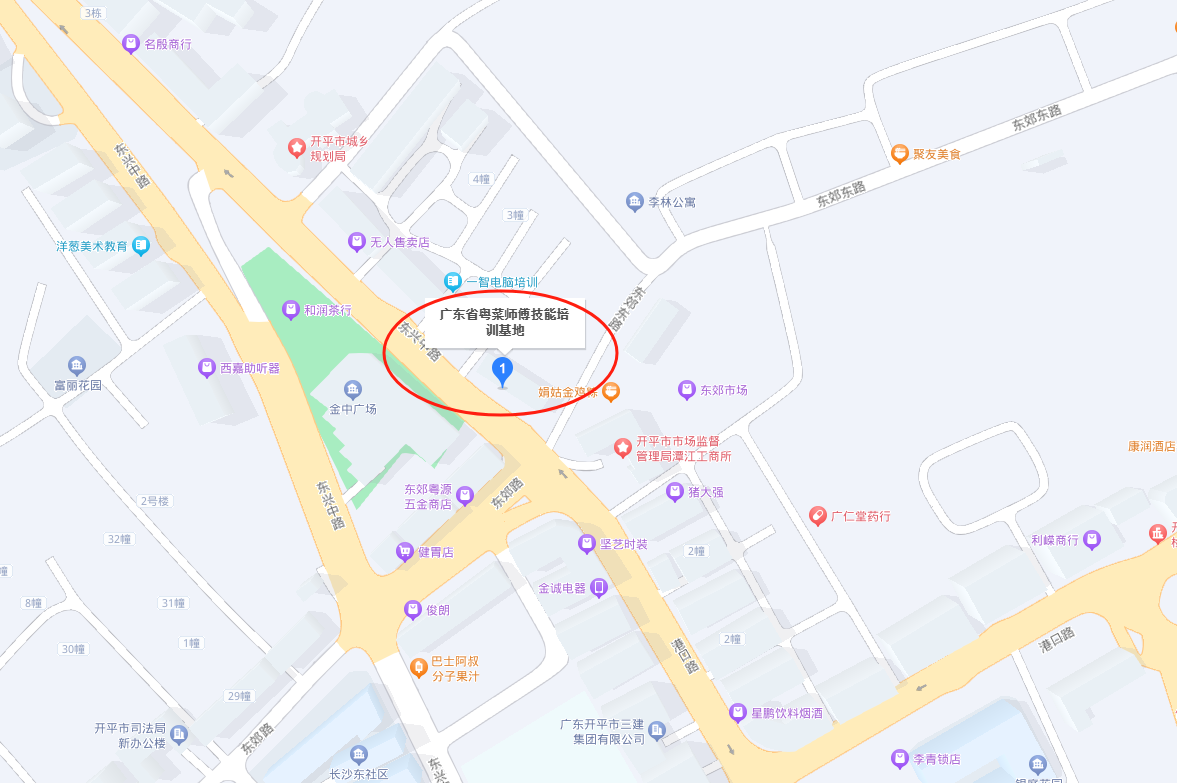 3栋
名殷商行
开平市城乡
规划局
东郊东路
聚友美食
东兴中路
4幢
东郊东路
李林公寓
3幢
无人售卖店
洋葱美术教育
一智电脑培训
和润茶行
东郊东路
广东省粤菜师傅技能培
训基地
东兴中路
1
西嘉助听器
富丽花园
金中广场
娟姑金鸡
东郊市场
开平市市场监督
管理局潭江工商所
康润酒店
东郊粤源
五金商店
东郊路
猪大强
东兴中路
2号楼
广仁堂药行
32幢
利嵘商行
开
健胃店
坚艺时装
2幢
幢
金诚电器
8幢
31幢
俊朗
1幢
30幢
港口路
2幢
港口路
巴士阿叔
分子果汁
29幢
星鹏饮料烟酒
开平市司法局
新办公楼
东郊路
广东开平市三建
集团有限公司
李青锁店
长沙东社区
东兴